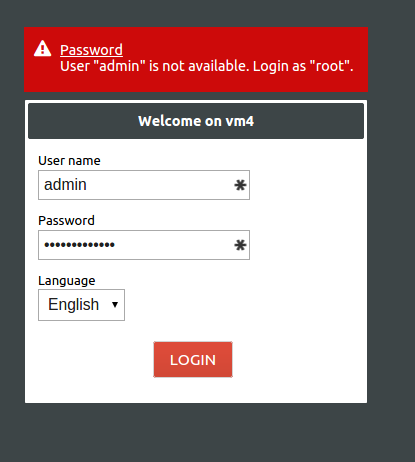 Password
User "admin" is not available. Login as "root".
Welcome on vm4
User name
admin
Password
•••••••••••••
Language
English
LOGIN